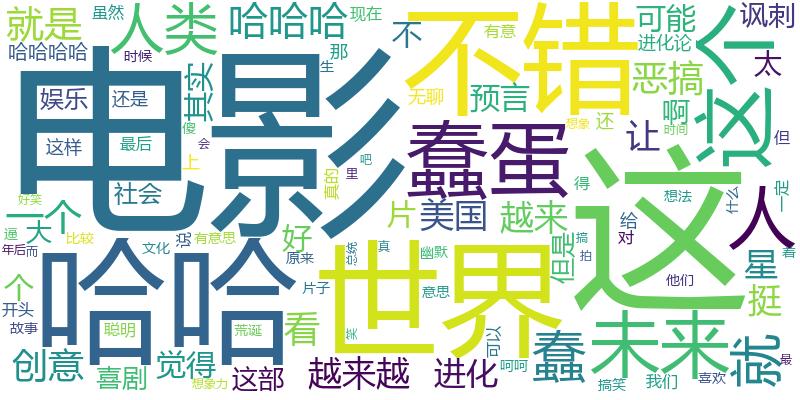 就是
虽然
人类
哈哈哈
现在
不
不错
可能
讽刺
哈哈哈哈
时候
那
有意
进化论
这个
太
电影
生
其实
恶搞
娱乐
还是
无聊
预言
啊
这样
最后
傻
会
上
蠢蛋
想象
还
让
时间
但
吧
里
真的
这
人
社会
得
想法
什么
一定
好笑
一个
大
片
美国
越来
给
对
逼
比较
文化
说
有意思
好
世界
幽默
但是
搞
拍
星
着
年后
而
哈哈
原来
总统
真
个
片子
意思
他们
挺
开头
故事
聪明
荒诞
看
笑
可以
蠢
未来
就
创意
喜剧
觉得
想象力
这部
越来越
进化
呵呵
搞笑
我们
喜欢
最